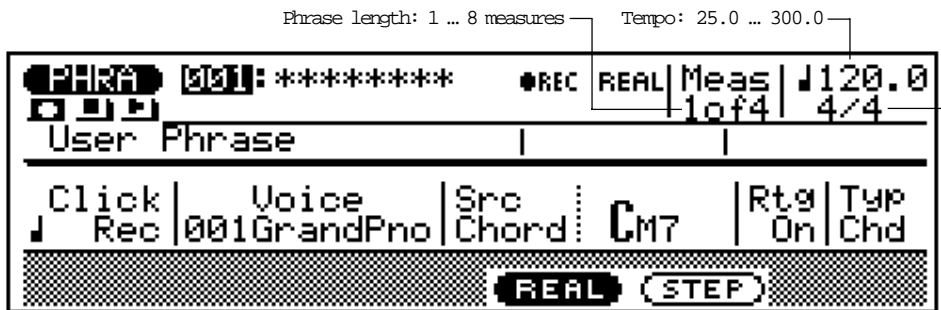 Phrase length: 1 ... 8 measures Tempo: 25.0 ... 300.0
PHRA 001:******** ●REC REAL Meas ♩120.0
1of4 4/4
User Phrase
Click Voice Src CM7 Rtg Typ
♩ Rec 001GrandPno Chord On Chd
REAL STEP